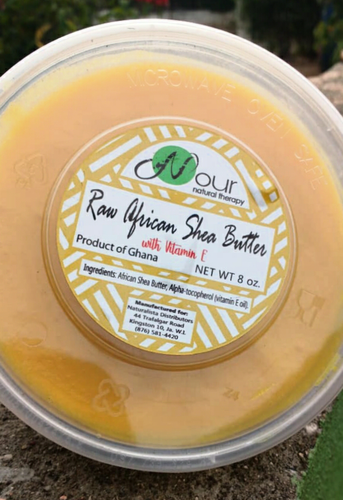 MICROWAVE OVEN SAFE
Nour
natural therapy
Raw African Shea Butter
with Vitamin E
Product of Ghana
NET WT 8 oz.
Ingredients: African Shea Butter, Alpha-tocopherol (vitamin E oil)
Manufactured for:
Naturalista Distributors
44 Trafalgar Road
Kingston 10, Ja. W.I.
(876) 581-4420